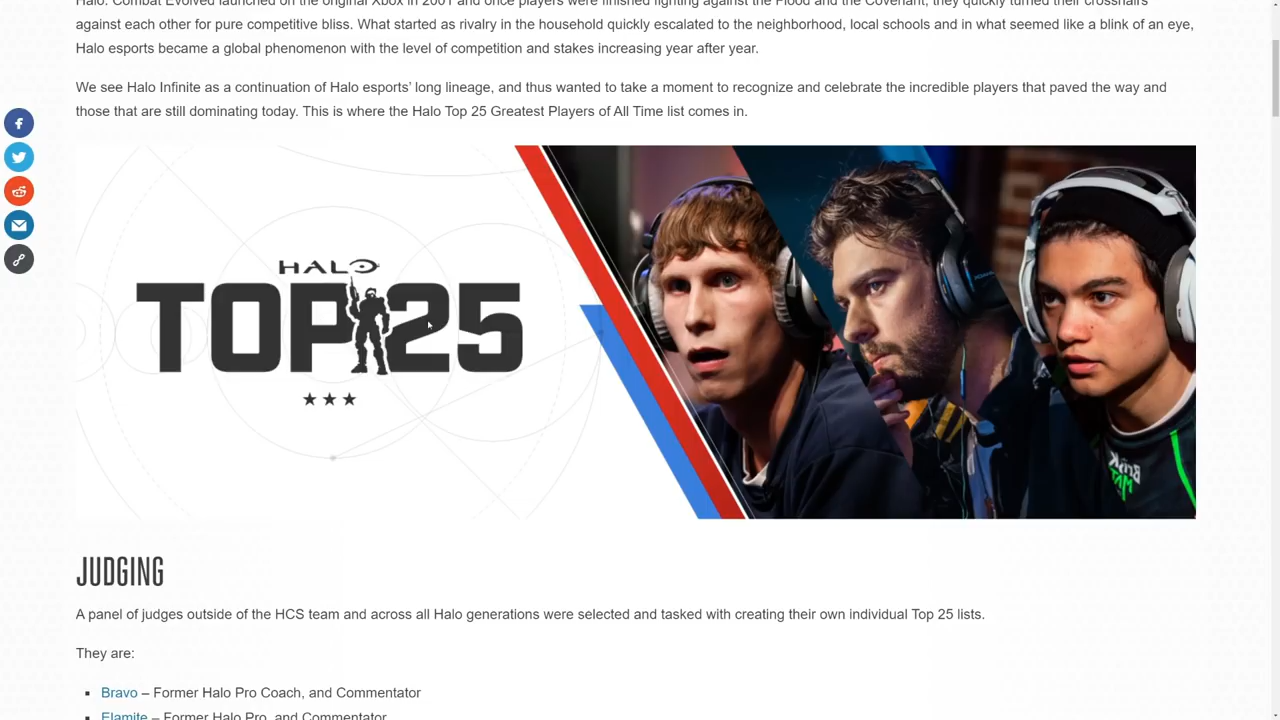 Halo: Combat Evolved launched on the original Xbox in 2001 and once players were finished fighting against the Flood and the Covenant, they quickly turned their crosshairs
against each other for pure competitive bliss. What started as rivalry in the household quickly escalated to the neighborhood, local schools and in what seemed like a blink of an eye,
Halo esports became a global phenomenon with the level of competition and stakes increasing year after year.
We see Halo Infinite as a continuation of Halo esports' long lineage, and thus wanted to take a moment to recognize and celebrate the incredible players that paved the way and
those that are still dominating today. This is where the Halo Top 25 Greatest Players of All Time list comes in.
HALO
TOP 25
JUDGING
A panel of judges outside of the HCS team and across all Halo generations were selected and tasked with creating their own individual Top 25 lists.
They are:
Bravo – Former Halo Pro Coach, and Commentator
Elamite – Former Halo Pro, and Commentator